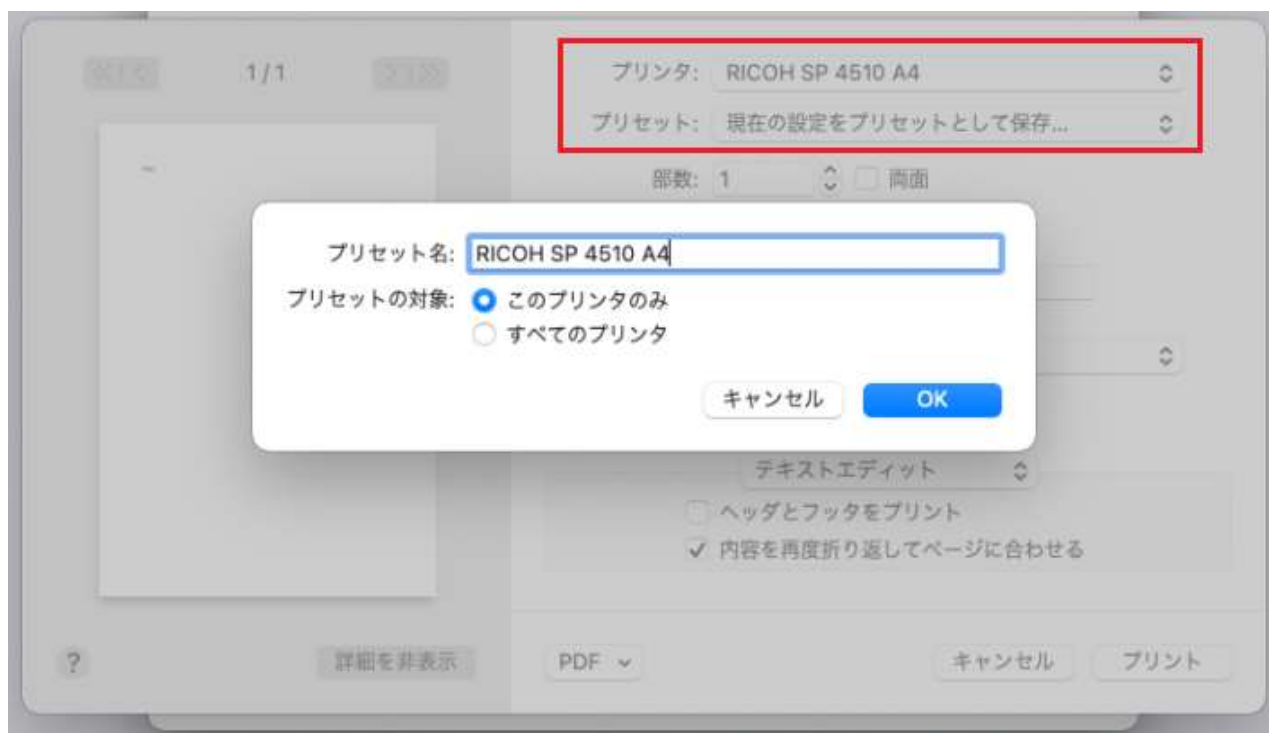 1 / 1
プリンタ: RICOH SP 4510 A4
プリセット: 現在の設定をプリセットとして保存...
部数: 1 両面
プリセット名: RICOH SP 4510 A4
プリセットの対象: このプリンタのみ
すべてのプリンタ
キャンセル OK
テキストエディット
ヘッダとフッタをプリント
内容を再度折り返してページに合わせる
? 詳細を非表示 PDF キャンセル プリント